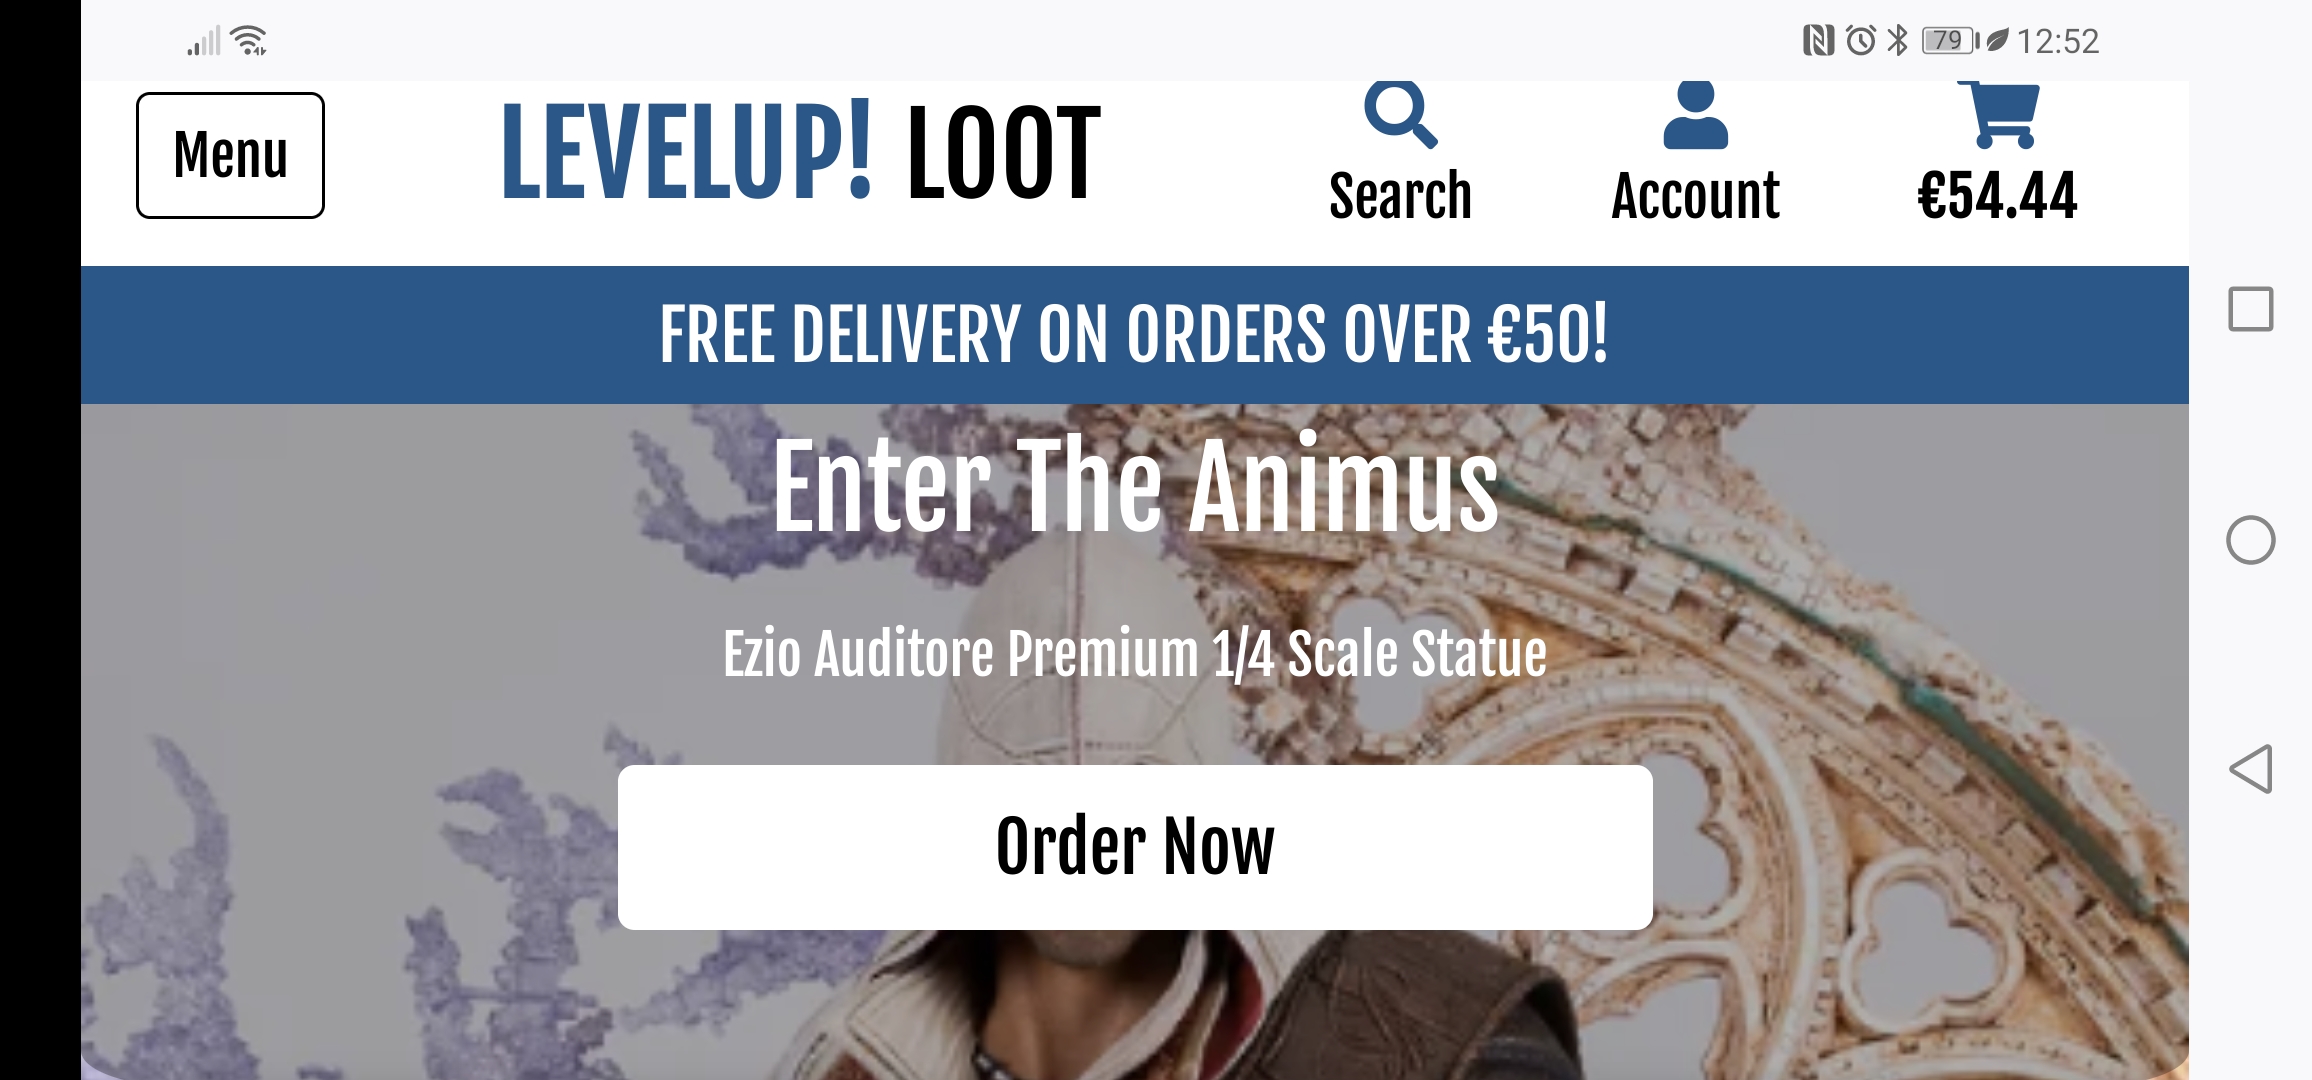 79 12:52
Menu
LEVELUP! LOOT
Search
Account
€54.44
FREE DELIVERY ON ORDERS OVER €50!
Enter The Animus
Ezio Auditore Premium 1/4 Scale Statue
Order Now